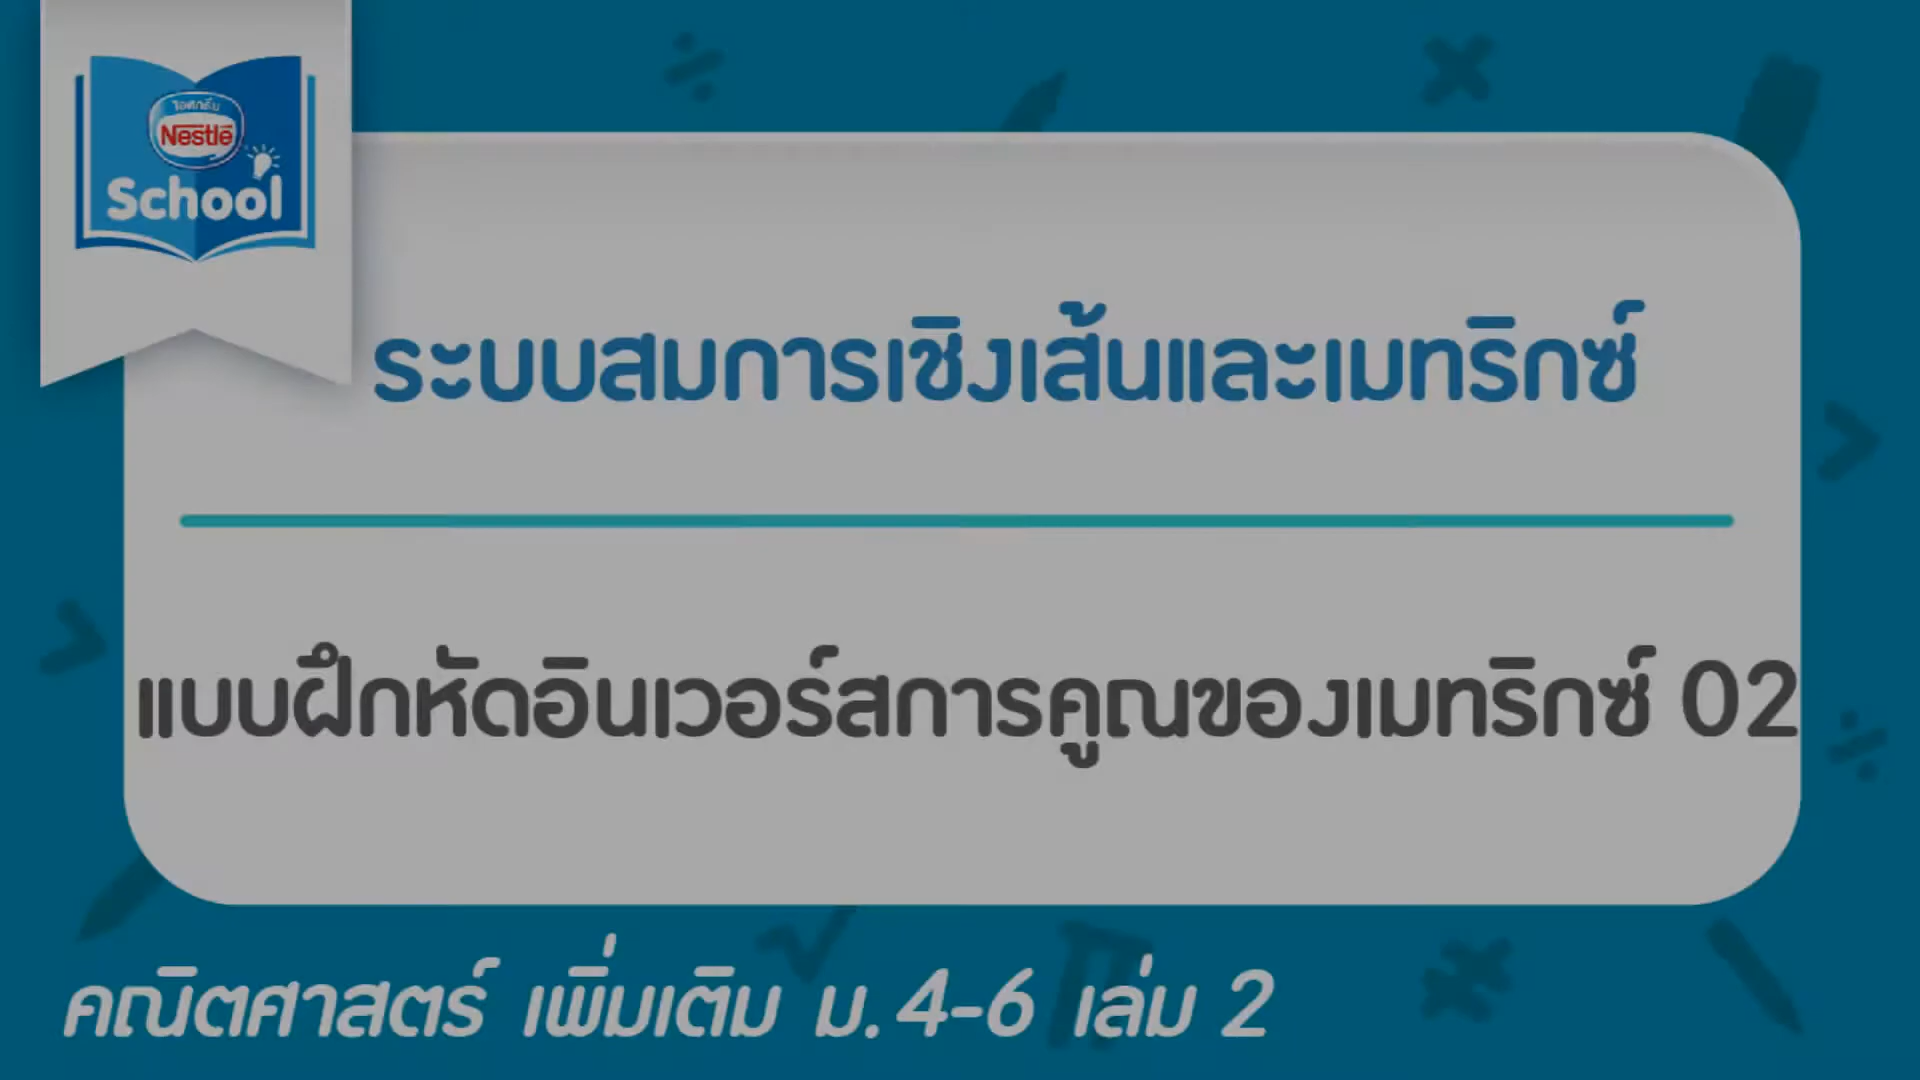 ไอศกรีม
Nestlé
School
ระบบสมการเชิงเส้นและเมทริกซ์
แบบฝึกหัดอินเวอร์สการคูณของเมทริกซ์ 02
คณิตศาสตร์ เพิ่มเติม ม.4-6 เล่ม 2